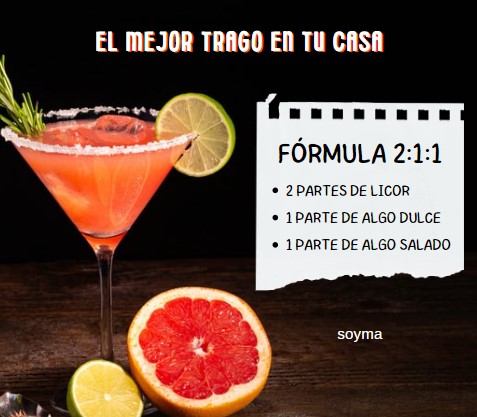 EL MEJOR TRAGO EN TU CASA
FÓRMULA 2:1:1
• 2 PARTES DE LICOR
• 1 PARTE DE ALGO DULCE
• 1 PARTE DE ALGO SALADO
soyma